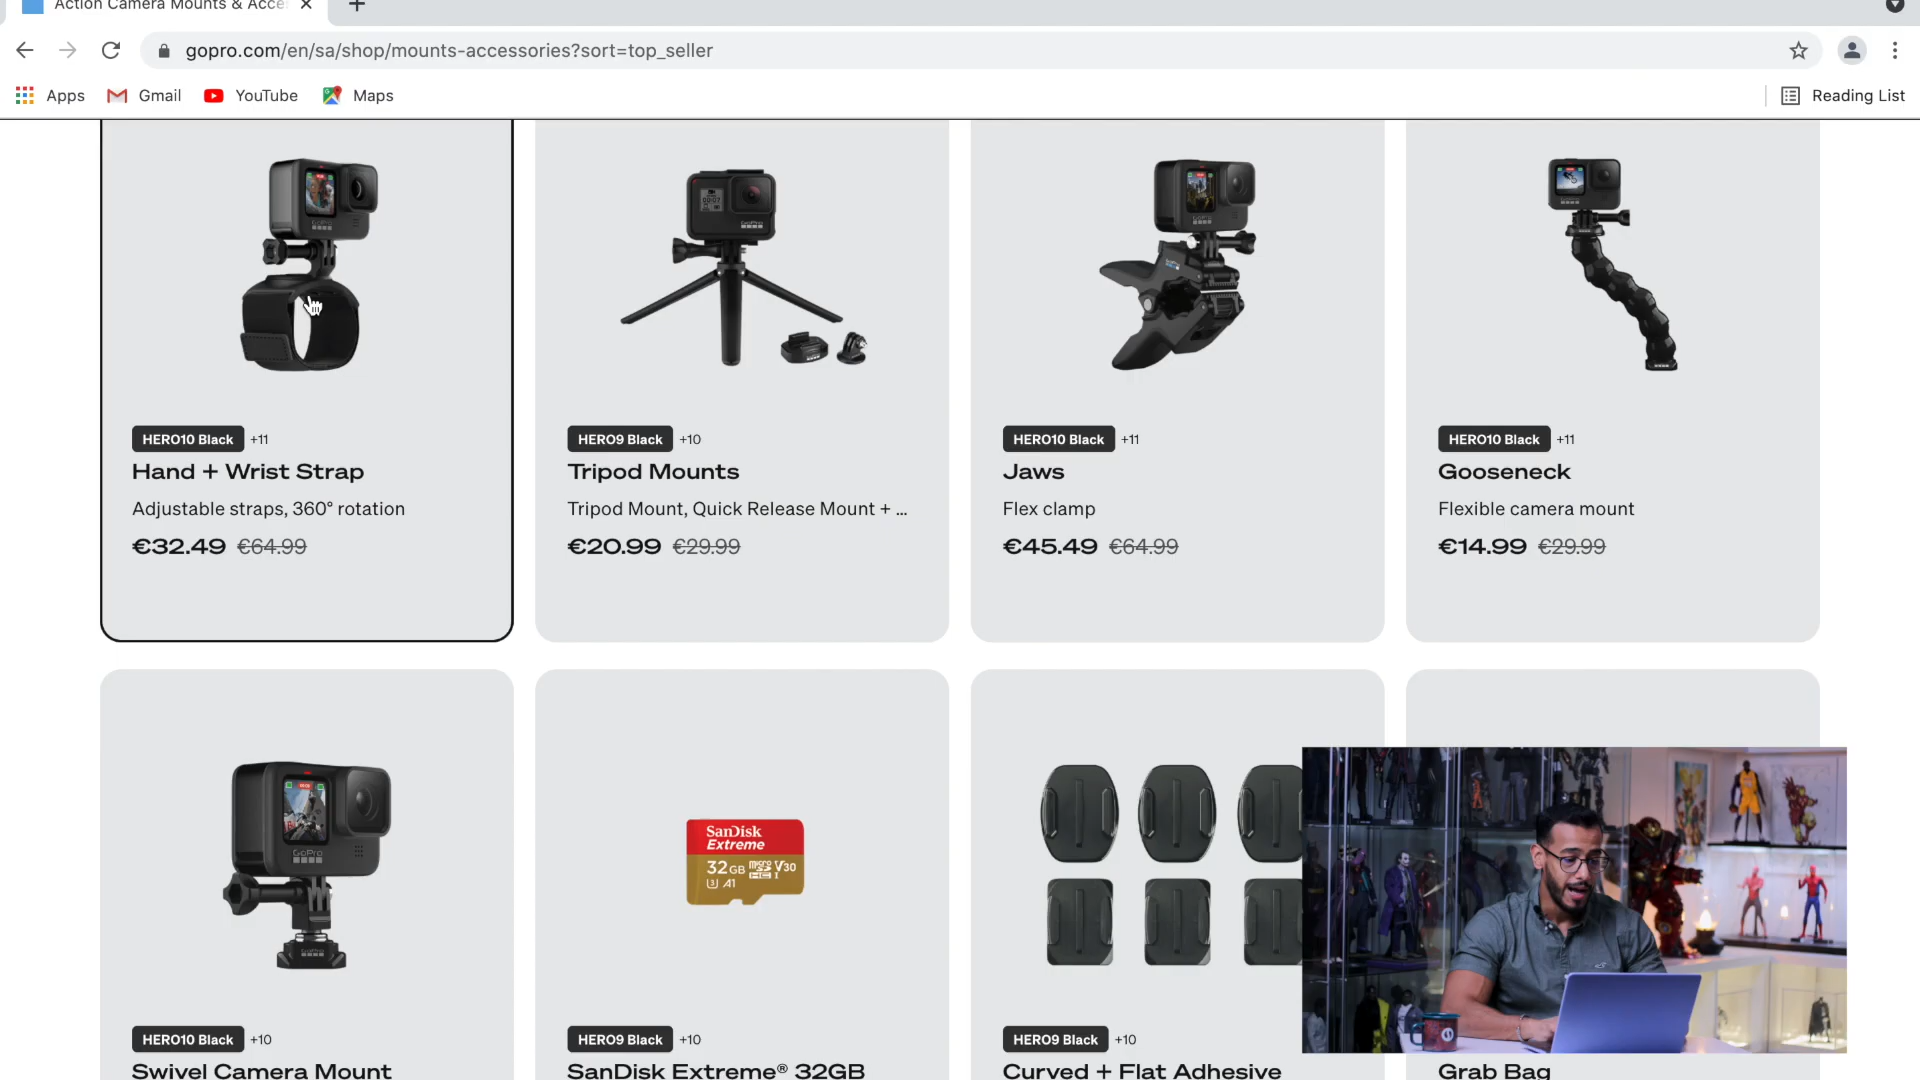 Action Camera Mounts & Acce
gopro.com/en/sa/shop/mounts-accessories?sort=top_seller
Apps
Gmail
YouTube
Maps
Reading List
HERO10 Black +11
Hand + Wrist Strap
Adjustable straps, 360° rotation
€32.49 €64.99
HERO9 Black +10
Tripod Mounts
Tripod Mount, Quick Release Mount + ...
€20.99 €29.99
HERO10 Black +11
Jaws
Flex clamp
€45.49 €64.99
HERO10 Black +11
Gooseneck
Flexible camera mount
€14.99 €29.99
GoPro
HERO10 Black +10
Swivel Camera Mount
SanDisk
Extreme
32GB micro HC I V30
U3 A1
HERO9 Black +10
SanDisk Extreme® 32GB
HERO9 Black +10
Curved + Flat Adhesive
Grab Bag